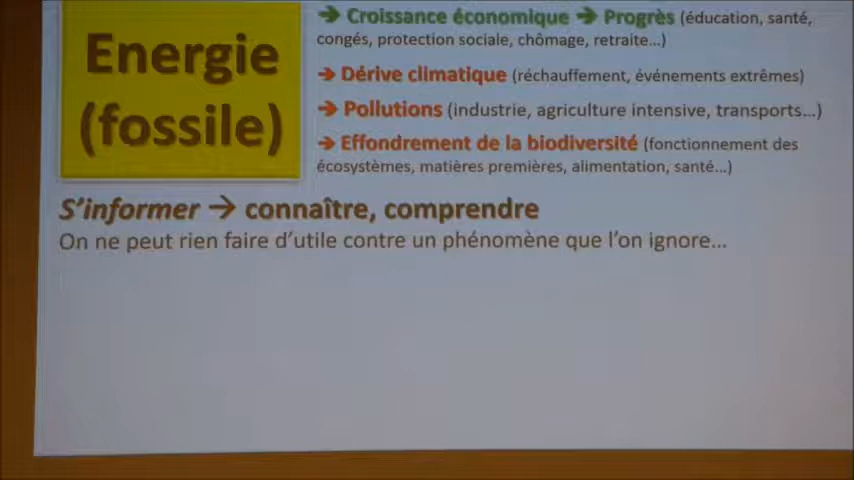 Energie
(fossile)
➔ Croissance économique ➔ Progrès (éducation, santé,
congés, protection sociale, chômage, retraite...)
➔ Dérive climatique (réchauffement, événements extrêmes)
➔ Pollutions (industrie, agriculture intensive, transports...)
➔ Effondrement de la biodiversité (fonctionnement des
écosystèmes, matières premières, alimentation, santé...)
S'informer → connaître, comprendre
On ne peut rien faire d'utile contre un phénomène que l'on ignore...